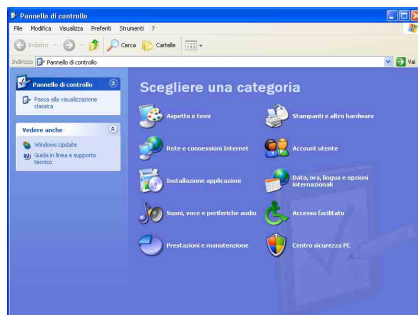 Pannello di controllo
File Modifica Visualizza Preferiti Strumenti ?
Indietro Cerca Cartelle
Indirizzo Pannello di controllo Vai
Pannello di controllo
Passa alla visualizzazione
classica
Vedere anche
Windows Update
Guida in linea e supporto
tecnico
Scegliere una categoria
Aspetto e temi
Stampanti e altro hardware
Rete e connessioni Internet
Account utente
Installazione applicazioni
Data, ora, lingua e opzioni
internazionali
Suoni, voce e periferiche audio
Accesso facilitato
Prestazioni e manutenzione
Centro sicurezza PC